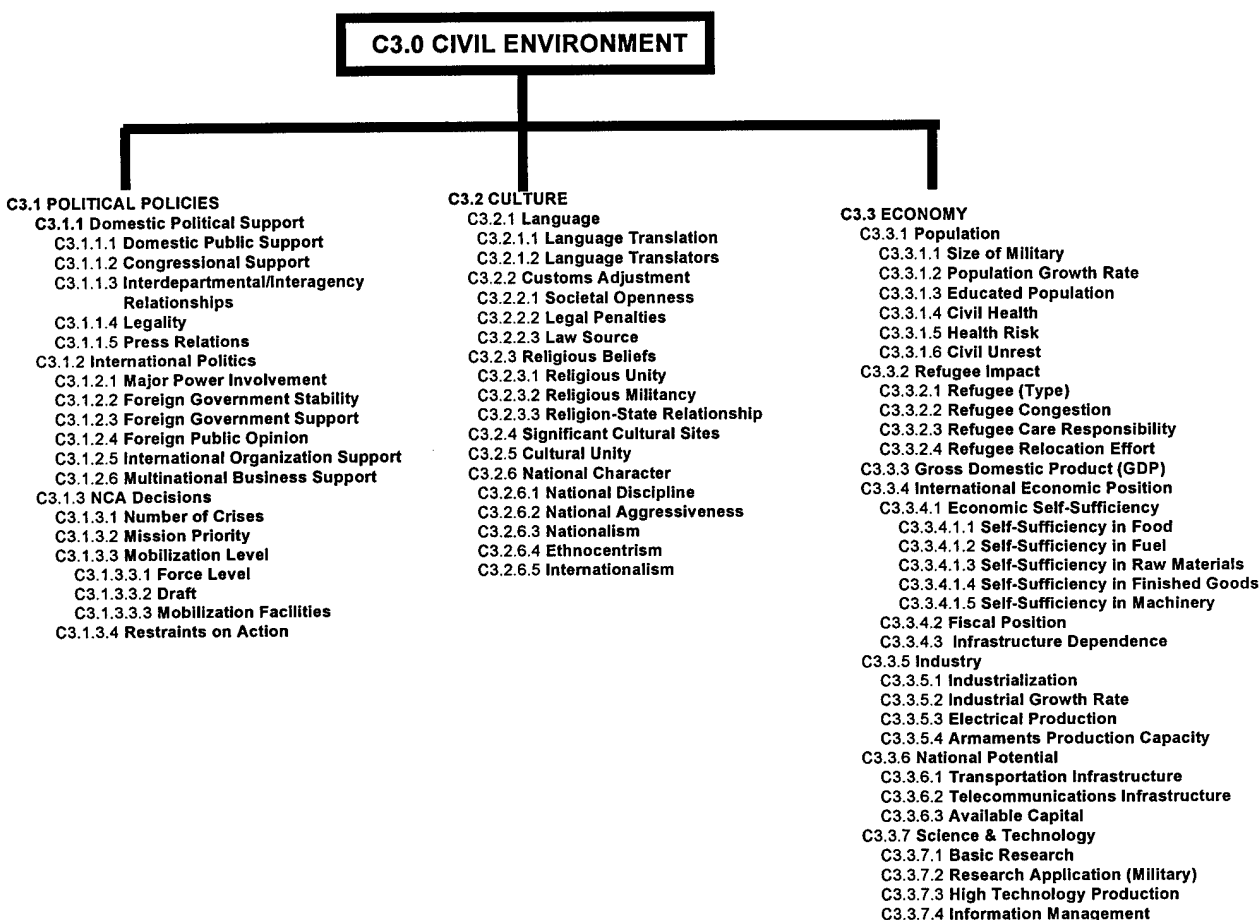 C3.0 CIVIL ENVIRONMENT
C3.1 POLITICAL POLICIES
C3.1.1 Domestic Political Support
C3.1.1.1 Domestic Public Support
C3.1.1.2 Congressional Support
C3.1.1.3 Interdepartmental/Interagency
Relationships
C3.1.1.4 Legality
C3.1.1.5 Press Relations
C3.1.2 International Politics
C3.1.2.1 Major Power Involvement
C3.1.2.2 Foreign Government Stability
C3.1.2.3 Foreign Government Support
C3.1.2.4 Foreign Public Opinion
C3.1.2.5 International Organization Support
C3.1.2.6 Multinational Business Support
C3.1.3 NCA Decisions
C3.1.3.1 Number of Crises
C3.1.3.2 Mission Priority
C3.1.3.3 Mobilization Level
C3.1.3.3.1 Force Level
C3.1.3.3.2 Draft
C3.1.3.3.3 Mobilization Facilities
C3.1.3.4 Restraints on Action
C3.2 CULTURE
C3.2.1 Language
C3.2.1.1 Language Translation
C3.2.1.2 Language Translators
C3.2.2 Customs Adjustment
C3.2.2.1 Societal Openness
C3.2.2.2 Legal Penalties
C3.2.2.3 Law Source
C3.2.3 Religious Beliefs
C3.2.3.1 Religious Unity
C3.2.3.2 Religious Militancy
C3.2.3.3 Religion-State Relationship
C3.2.4 Significant Cultural Sites
C3.2.5 Cultural Unity
C3.2.6 National Character
C3.2.6.1 National Discipline
C3.2.6.2 National Aggressiveness
C3.2.6.3 Nationalism
C3.2.6.4 Ethnocentrism
C3.2.6.5 Internationalism
C3.3 ECONOMY
C3.3.1 Population
C3.3.1.1 Size of Military
C3.3.1.2 Population Growth Rate
C3.3.1.3 Educated Population
C3.3.1.4 Civil Health
C3.3.1.5 Health Risk
C3.3.1.6 Civil Unrest
C3.3.2 Refugee Impact
C3.3.2.1 Refugee (Type)
C3.3.2.2 Refugee Congestion
C3.3.2.3 Refugee Care Responsibility
C3.3.2.4 Refugee Relocation Effort
C3.3.3 Gross Domestic Product (GDP)
C3.3.4 International Economic Position
C3.3.4.1 Economic Self-Sufficiency
C3.3.4.1.1 Self-Sufficiency in Food
C3.3.4.1.2 Self-Sufficiency in Fuel
C3.3.4.1.3 Self-Sufficiency in Raw Materials
C3.3.4.1.4 Self-Sufficiency in Finished Goods
C3.3.4.1.5 Self-Sufficiency in Machinery
C3.3.4.2 Fiscal Position
C3.3.4.3 Infrastructure Dependence
C3.3.5 Industry
C3.3.5.1 Industrialization
C3.3.5.2 Industrial Growth Rate
C3.3.5.3 Electrical Production
C3.3.5.4 Armaments Production Capacity
C3.3.6 National Potential
C3.3.6.1 Transportation Infrastructure
C3.3.6.2 Telecommunications Infrastructure
C3.3.6.3 Available Capital
C3.3.7 Science & Technology
C3.3.7.1 Basic Research
C3.3.7.2 Research Application (Military)
C3.3.7.3 High Technology Production
C3.3.7.4 Information Management